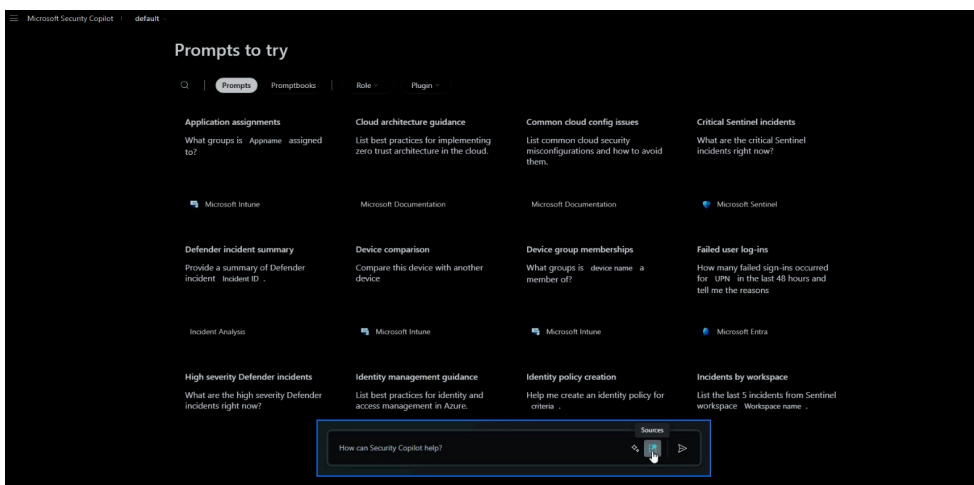 Microsoft Security Copilot default
Prompts to try
Prompts Promptbooks Role Plugin
Application assignments
What groups is Appname assigned
to?
Microsoft Intune
Cloud architecture guidance
List best practices for implementing
zero trust architecture in the cloud.
Microsoft Documentation
Common cloud config issues
List common cloud security
misconfigurations and how to avoid
them.
Microsoft Documentation
Critical Sentinel incidents
What are the critical Sentinel
incidents right now?
Microsoft Sentinel
Defender incident summary
Provide a summary of Defender
incident Incident ID .
Incident Analysis
Device comparison
Compare this device with another
device
Microsoft Intune
Device group memberships
What groups is device name a
member of?
Microsoft Intune
Failed user log-ins
How many failed sign-ins occurred
for UPN in the last 48 hours and
tell me the reasons
Microsoft Entra
High severity Defender incidents
What are the high severity Defender
incidents right now?
Identity management guidance
List best practices for identity and
access management in Azure.
Identity policy creation
Help me create an identity policy for
criteria .
Incidents by workspace
List the last 5 incidents from Sentinel
workspace Workspace name .
Sources
How can Security Copilot help?